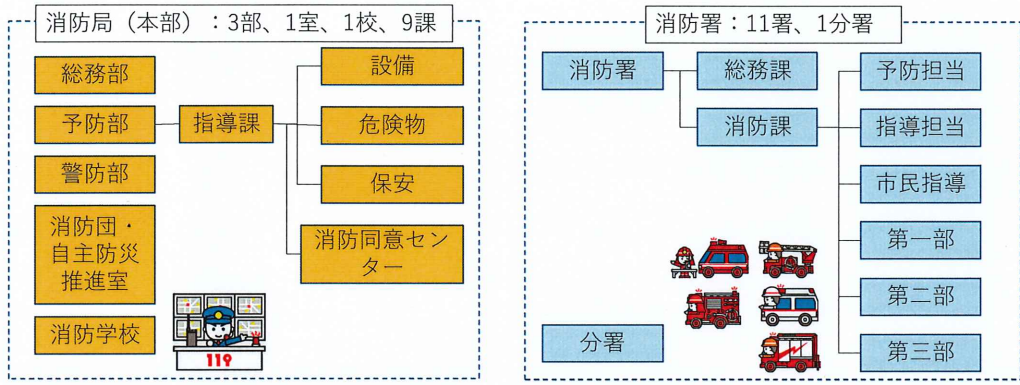 消防局（本部）：3部、1室、1校、9課
総務部
予防部
警防部
消防団・
自主防災
推進室
消防学校
指導課
設備
危険物
保安
消防同意セン
ター
119
消防署：11署、1分署
消防署
分署
総務課
消防課
予防担当
指導担当
市民指導
第一部
第二部
第三部